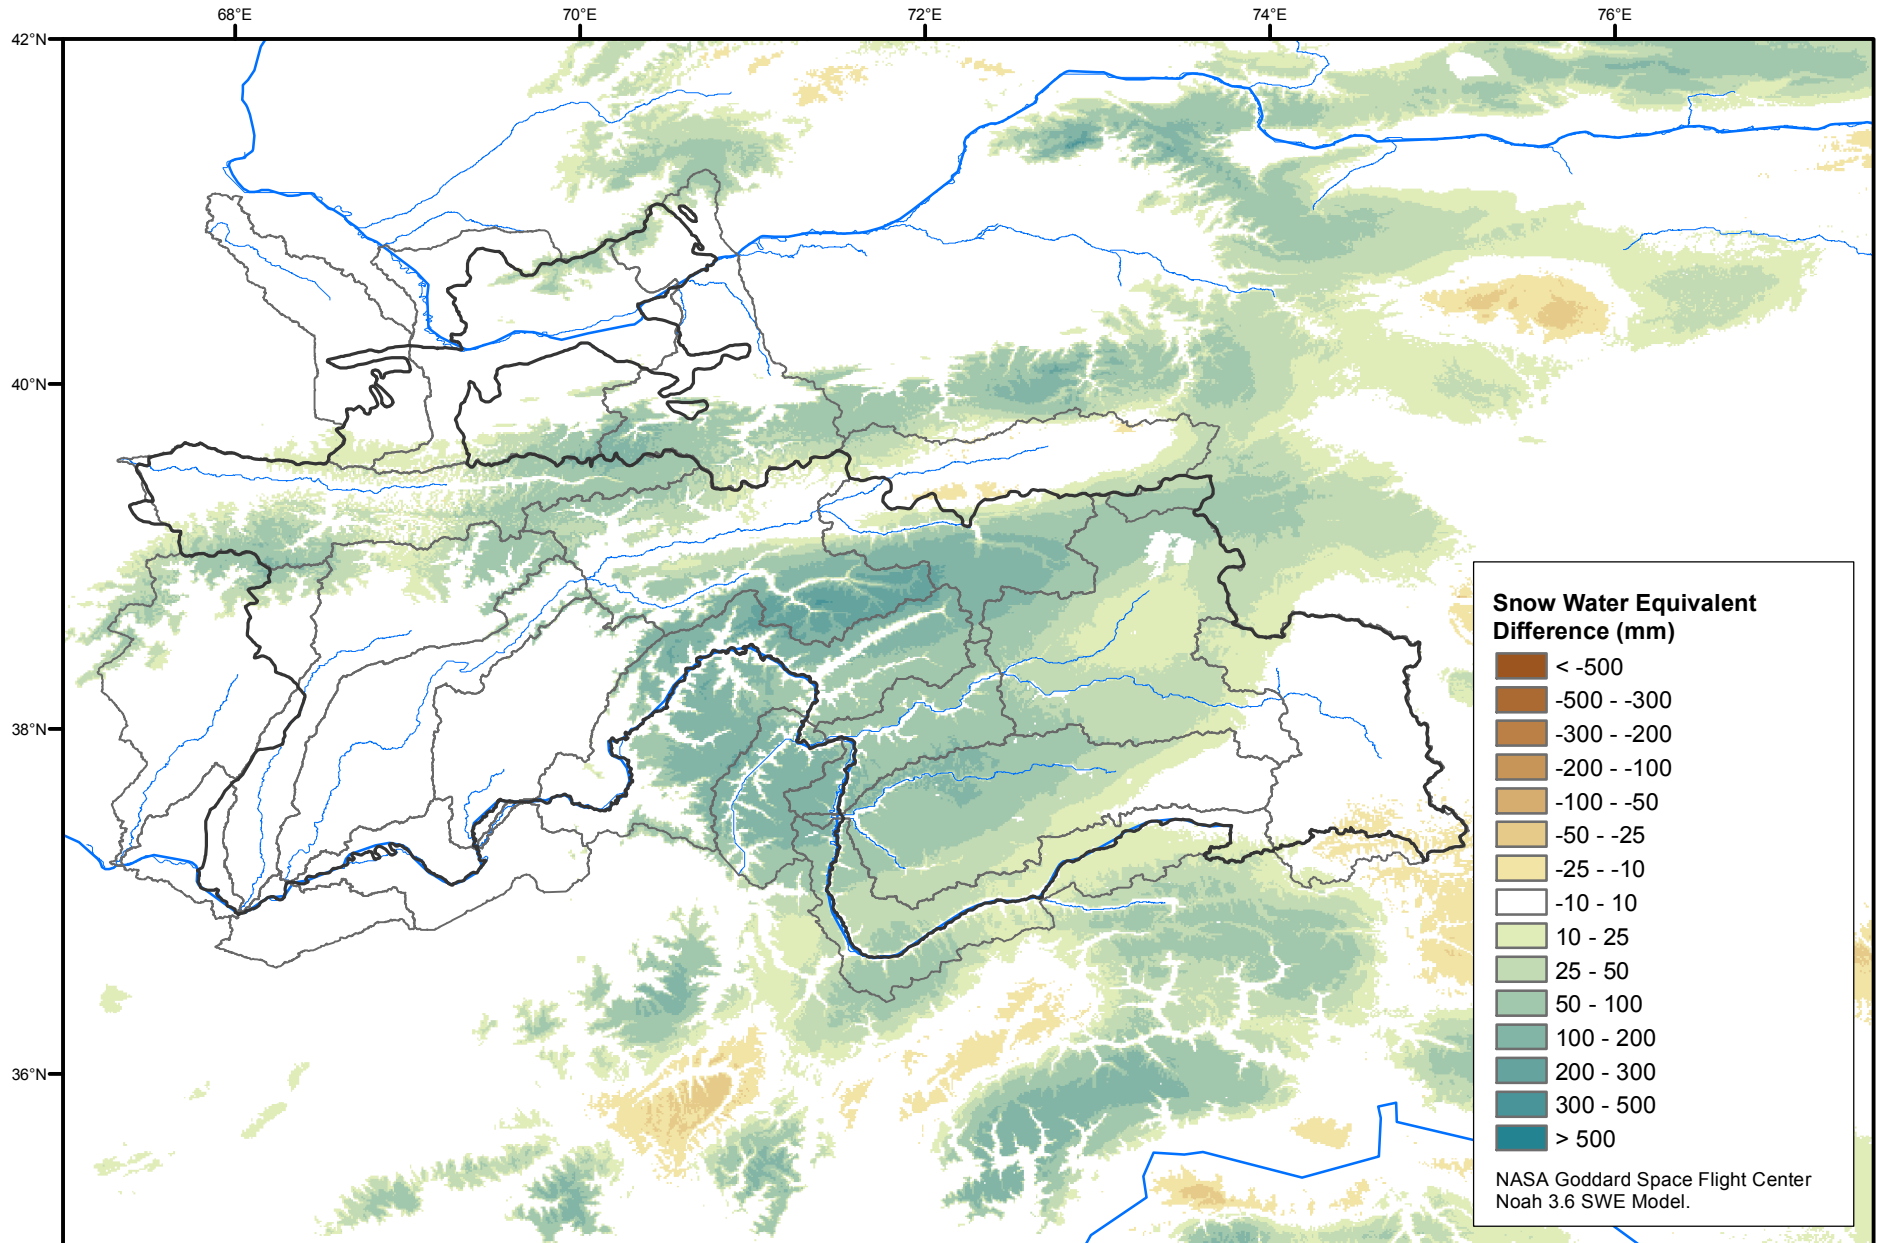 68°E 70°E 72°E 74°E 76°E
42°N
40°N
38°N
36°N
Snow Water Equivalent
Difference (mm)
< -500
-500 - -300
-300 - -200
-200 - -100
-100 - -50
-50 - -25
-25 - -10
-10 - 10
10 - 25
25 - 50
50 - 100
100 - 200
200 - 300
300 - 500
> 500
NASA Goddard Space Flight Center
Noah 3.6 SWE Model.